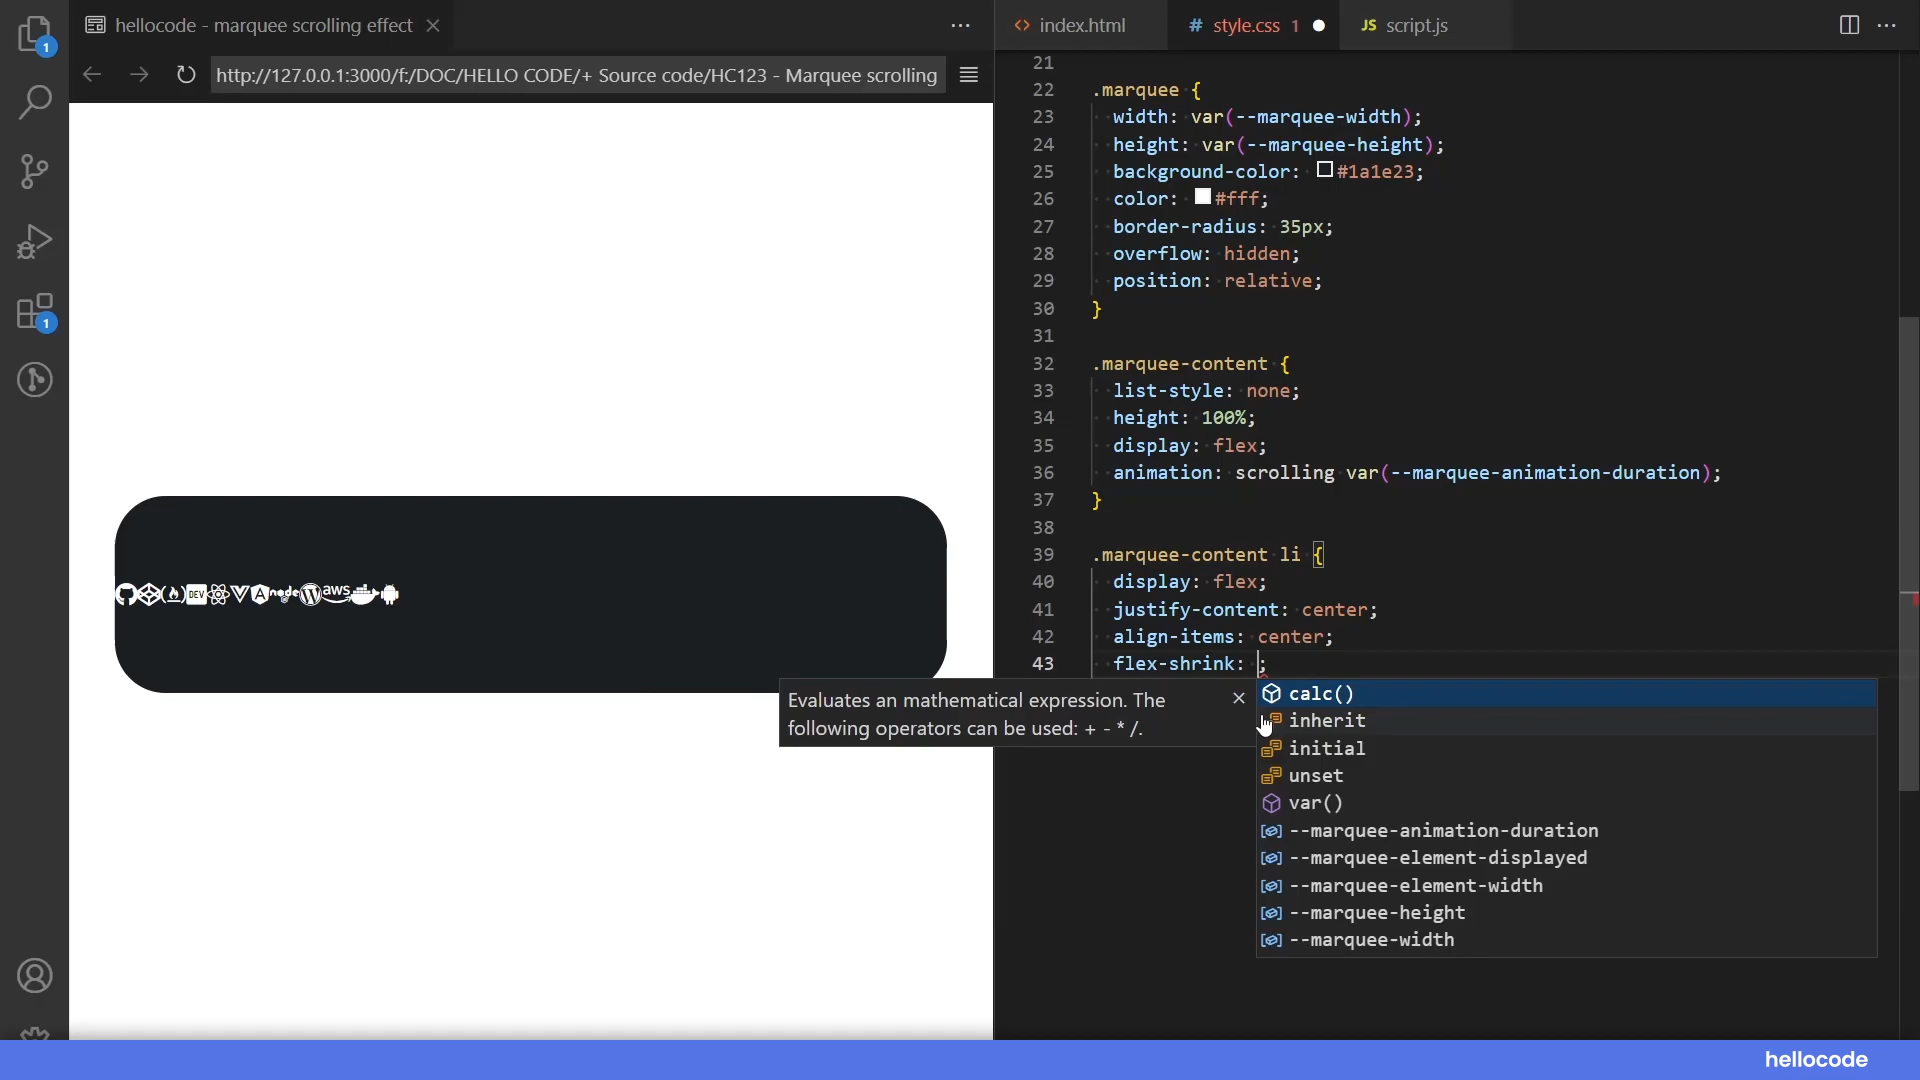 hellocode - marquee scrolling effect
http://127.0.0.1:3000/f:/DOC/HELLO CODE/+ Source code/HC123 - Marquee scrolling
1
1
DEV
node
aws
index.html
# style.css 1
JS script.js
21
22 .marquee {
23 width: var(--marquee-width);
24 height: var(--marquee-height);
25 background-color: #1a1e23;
26 color: #fff;
27 border-radius: 35px;
28 overflow: hidden;
29 position: relative;
30 }
31
32 .marquee-content {
33 list-style: none;
34 height: 100%;
35 display: flex;
36 animation: scrolling var(--marquee-animation-duration);
37 }
38
39 .marquee-content li {
40 display: flex;
41 justify-content: center;
42 align-items: center;
43 flex-shrink: ;
Evaluates an mathematical expression. The
following operators can be used: + - * /.
calc()
inherit
initial
unset
var()
--marquee-animation-duration
--marquee-element-displayed
--marquee-element-width
--marquee-height
--marquee-width
hellocode